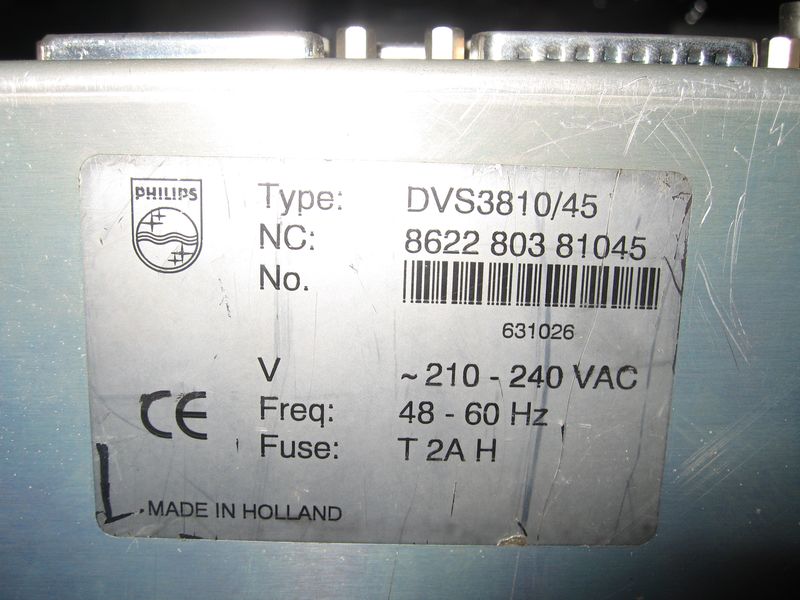 PHILIPS
Type: DVS3810/45
NC: 8622 803 81045
No.
631026
V ~ 210 - 240 VAC
CE
Freq: 48 - 60 Hz
Fuse: T 2A H
L
MADE IN HOLLAND